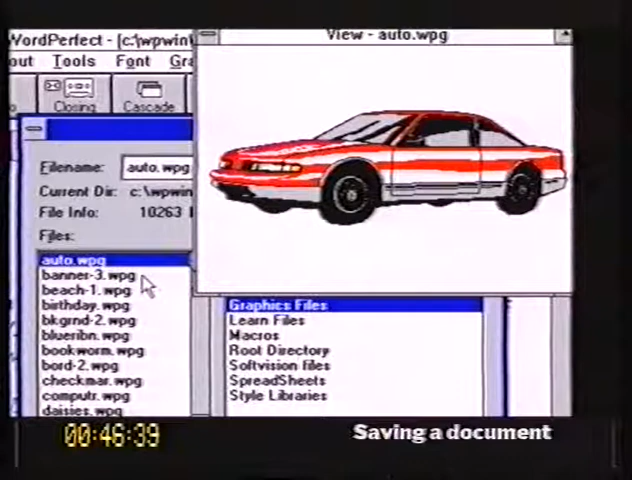 WordPerfect - [c:\wpwin
View - auto.wpg
out Tools Font Gra
Closing Cascade
Filename: auto.wpg
Current Dir: c:\wpwin
File Info: 10263
Files:
auto.wpg
banner-3.wpg
beach-1.wpg
birthday.wpg
bkgrnd-2.wpg
blueribn.wpg
bookworm.wpg
bord-2.wpg
checkmar.wpg
computr.wpg
daisies.wpg
Graphics Files
Learn Files
Macros
Root Directory
Softvision files
SpreadSheets
Style Libraries
00:46:39
Saving a document